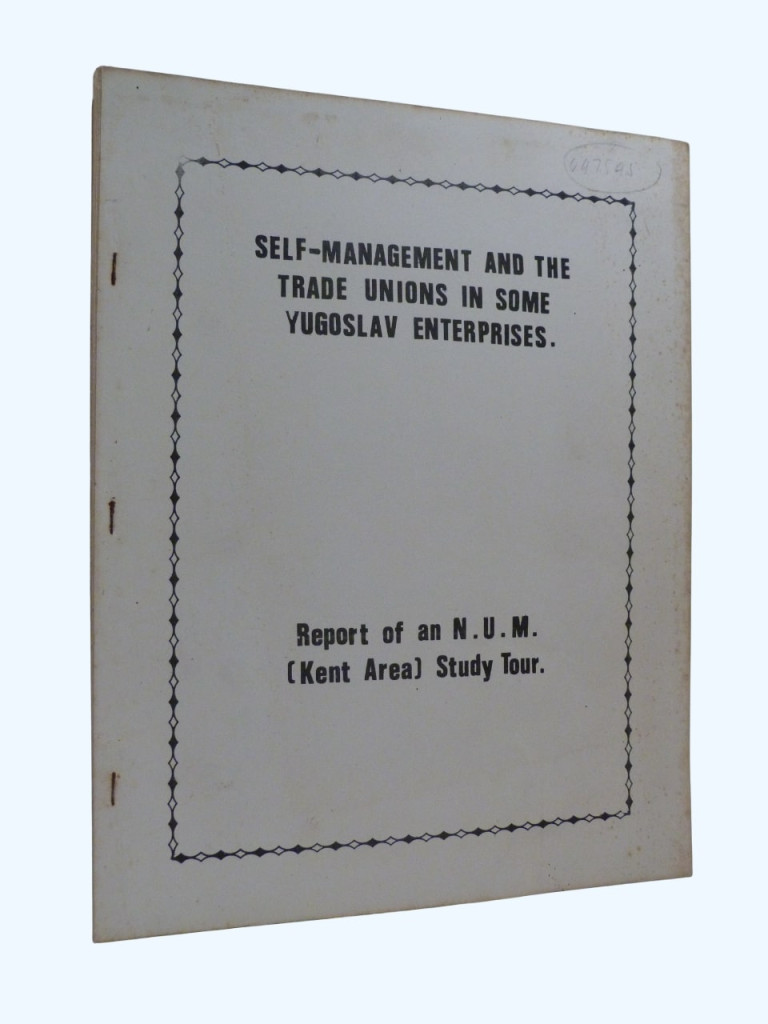 SELF-MANAGEMENT AND THE
TRADE UNIONS IN SOME
YUGOSLAV ENTERPRISES.
Report of an N.U.M.
(Kent Area) Study Tour.